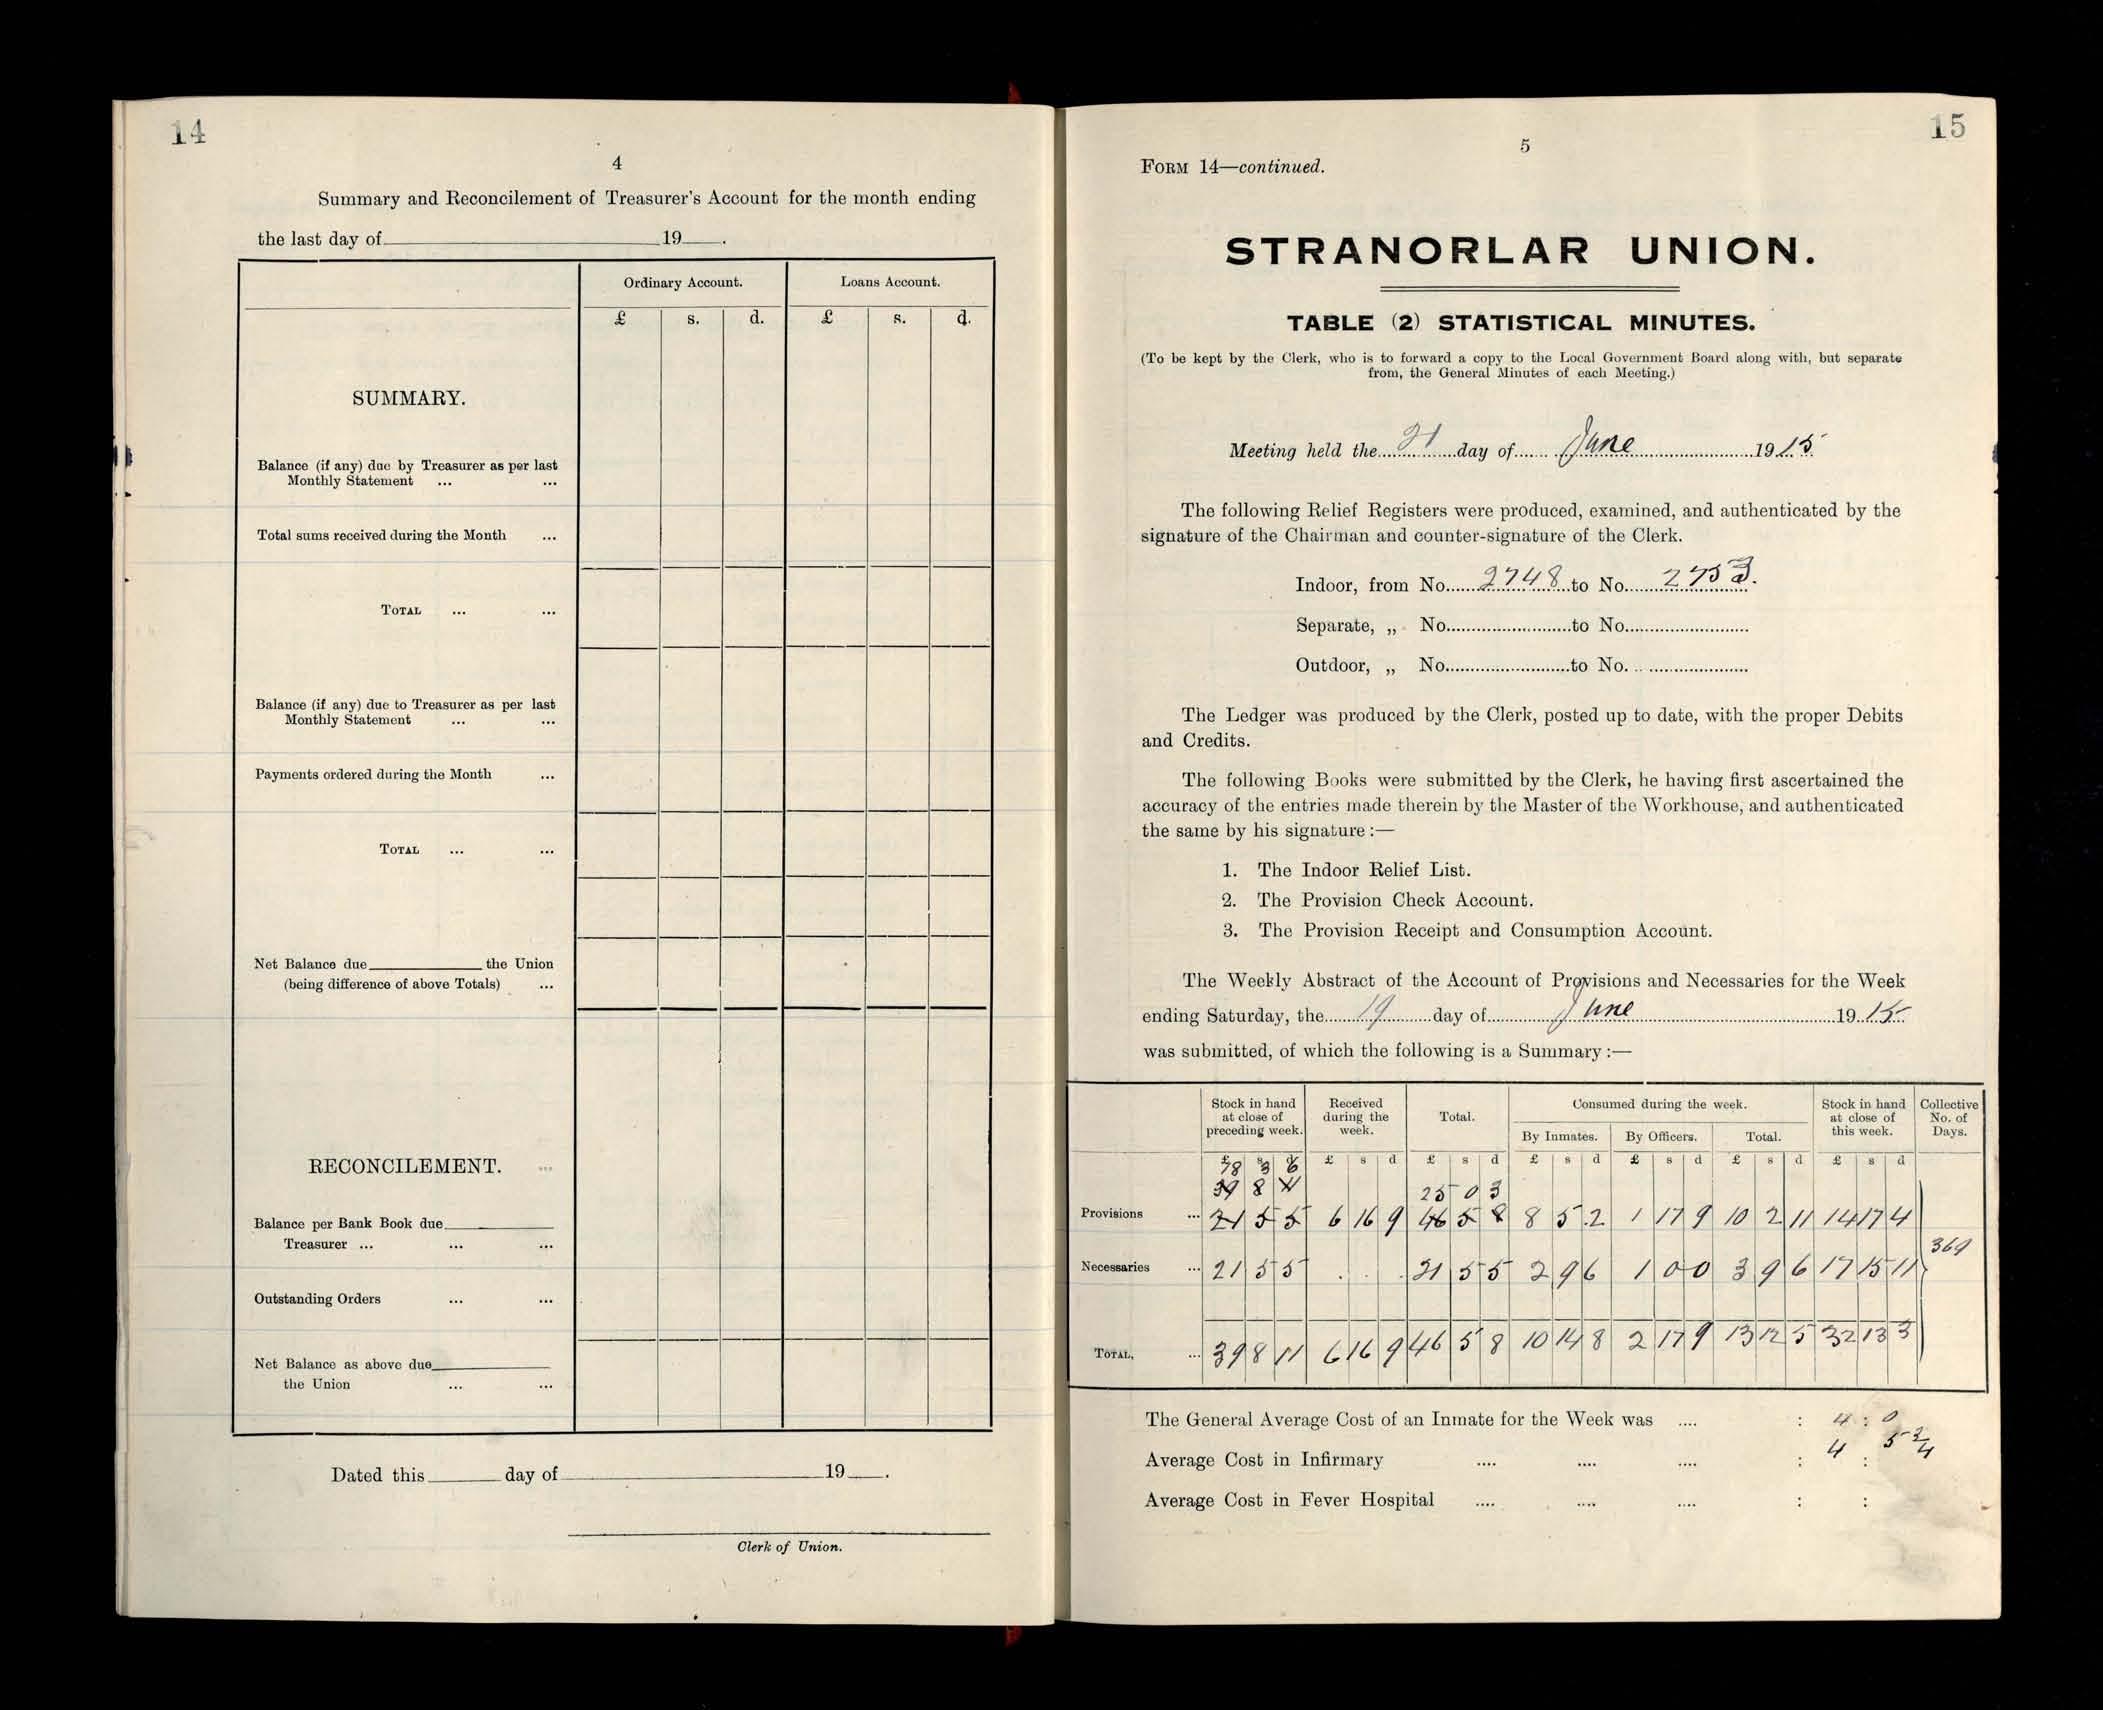 14
4
Summary and Reconcilement of Treasurer's Account for the month ending
the last day of 19 .
Ordinary Account. Loans Account.
£ s. d. £ s. d.
SUMMARY.
Balance (if any) due by Treasurer as per last
Monthly Statement ... ...
Total sums received during the Month ...
TOTAL ... ...
Balance (if any) due to Treasurer as per last
Monthly Statement ... ...
Payments ordered during the Month ...
TOTAL ... ...
Net Balance due the Union
(being difference of above Totals) ...
RECONCILEMENT. ...
Balance per Bank Book due
Treasurer ... ... ...
Outstanding Orders ... ...
Net Balance as above due
the Union ... ...
Dated this day of 19 .
Clerk of Union.
15
5
FORM 14—continued.
STRANORLAR UNION.
TABLE (2) STATISTICAL MINUTES.
(To be kept by the Clerk, who is to forward a copy to the Local Government Board along with, but separate
from, the General Minutes of each Meeting.)
Meeting held the 21 day of June 1915
The following Relief Registers were produced, examined, and authenticated by the
signature of the Chairman and counter-signature of the Clerk.
Indoor, from No. 2748 to No. 2753.
Separate, „ No. to No.
Outdoor, „ No. to No.
The Ledger was produced by the Clerk, posted up to date, with the proper Debits
and Credits.
The following Books were submitted by the Clerk, he having first ascertained the
accuracy of the entries made therein by the Master of the Workhouse, and authenticated
the same by his signature :—
1. The Indoor Relief List.
2. The Provision Check Account.
3. The Provision Receipt and Consumption Account.
The Weekly Abstract of the Account of Provisions and Necessaries for the Week
ending Saturday, the 19 day of June 1915
was submitted, of which the following is a Summary :—
Stock in hand at close of preceding week. Received during the week. Total. Consumed during the week. Stock in hand at close of this week. Collective No. of Days.
By Inmates. By Officers. Total.
£ s d £ s d £ s d £ s d £ s d £ s d £ s d
18 3 6
39 8 11 25 0 3
Provisions ... 21 5 5 6 16 9 46 5 8 8 5 2 1 17 9 10 2 11 14 17 4
369
Necessaries ... 21 5 5 . . . 21 5 5 2 9 6 1 0 0 3 9 6 17 15 11
TOTAL, ... 39 8 11 6 16 9 46 5 8 10 14 8 2 17 9 13 12 5 32 13 3
The General Average Cost of an Inmate for the Week was .... : 4 : 0
Average Cost in Infirmary .... .... .... : 4 : 5 3/4
Average Cost in Fever Hospital .... .... .... : :